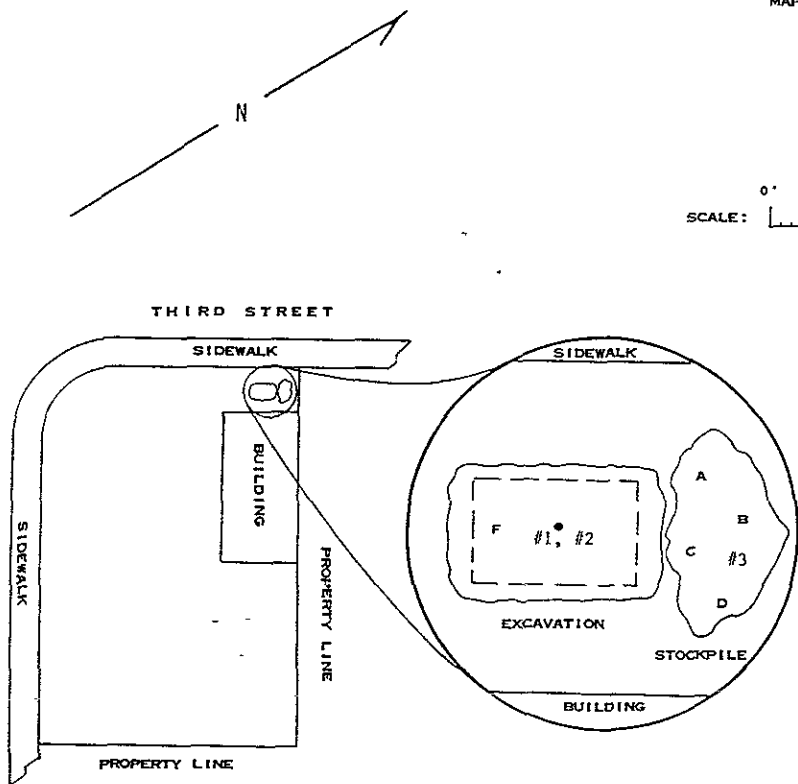 MAP
N
0'
SCALE:
THIRD STREET
SIDEWALK
SIDEWALK
BUILDING
PROPERTY LINE
PROPERTY LINE
SIDEWALK
A
B
F
#1, #2
C
#3
D
EXCAVATION
STOCKPILE
BUILDING